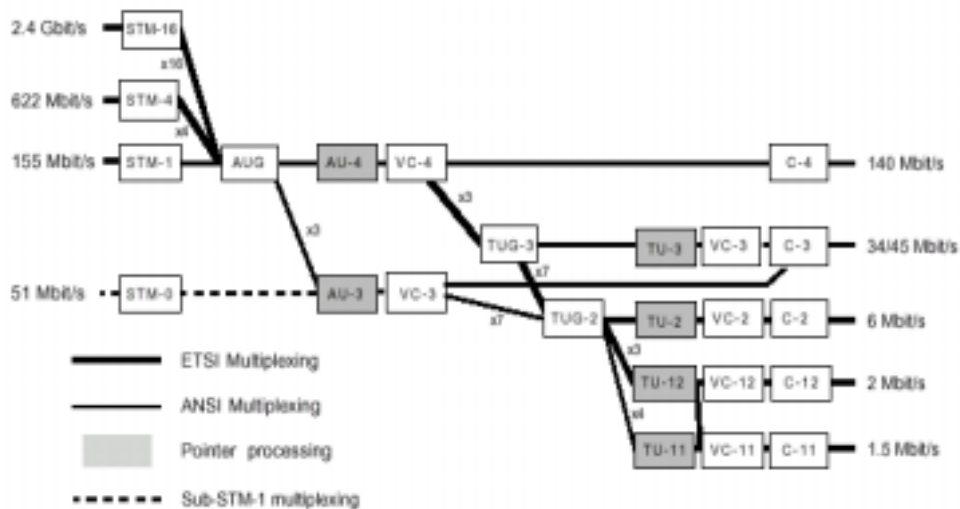 2.4 Gbit/s STM-16
x16
622 Mbit/s STM-4
x4
155 Mbit/s STM-1 AUG AU-4 VC-4 C-4 140 Mbit/s
x3
x3
TUG-3 TU-3 VC-3 C-3 34/45 Mbit/s
x7
51 Mbit/s STM-0 AU-3 VC-3
x7
TUG-2 TU-2 VC-2 C-2 6 Mbit/s
x3
ETSI Multiplexing
TU-12 VC-12 C-12 2 Mbit/s
ANSI Multiplexing
x4
Pointer processing
TU-11 VC-11 C-11 1.5 Mbit/s
Sub-STM-1 multiplexing